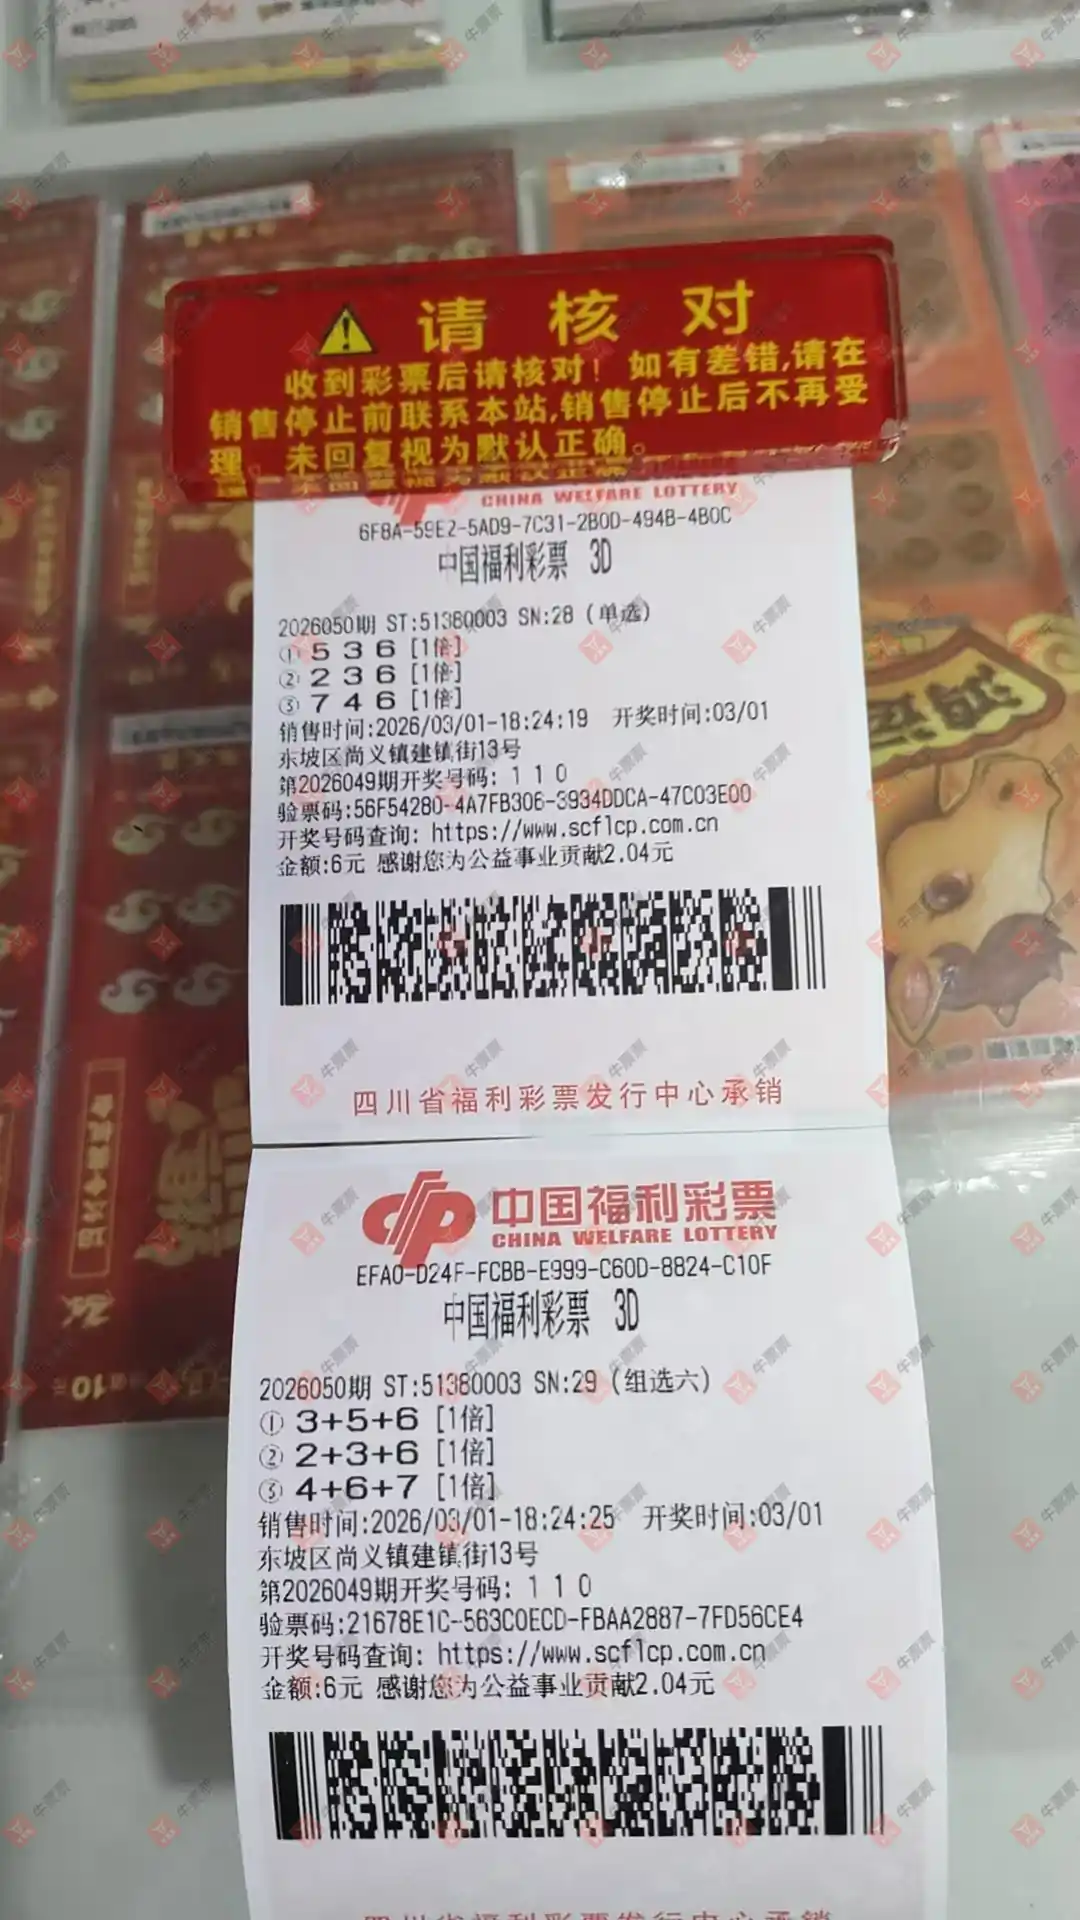 请核对
收到彩票后请核对！如有差错,请在
销售停止前联系本站,销售停止后不再受
理。未回复视为默认正确。
CHINA WELFARE LOTTERY
6F8A-59E2-5AD9-7C31-2B0D-494B-4B0C
中国福利彩票 3D
2026050期 ST:51380003 SN:28 (单选)
① 5 3 6 [1倍]
② 2 3 6 [1倍]
③ 7 4 6 [1倍]
销售时间:2026/03/01-18:24:19 开奖时间:03/01
东坡区尚义镇建镇街13号
第2026049期开奖号码: 1 1 0
验票码:56F54280-4A7FB306-3934DDCA-47C03E00
开奖号码查询: https://www.scflcp.com.cn
金额:6元 感谢您为公益事业贡献2.04元
四川省福利彩票发行中心承销
中国福利彩票
CHINA WELFARE LOTTERY
EFA0-D24F-FCBB-E999-C60D-8824-C10F
中国福利彩票 3D
2026050期 ST:51380003 SN:29 (组选六)
① 3+5+6 [1倍]
② 2+3+6 [1倍]
③ 4+6+7 [1倍]
销售时间:2026/03/01-18:24:25 开奖时间:03/01
东坡区尚义镇建镇街13号
第2026049期开奖号码: 1 1 0
验票码:21678E1C-563C0ECD-FBAA2887-7FD56CE4
开奖号码查询: https://www.scflcp.com.cn
金额:6元 感谢您为公益事业贡献2.04元
四川省福利彩票发行中心承销
牛票票